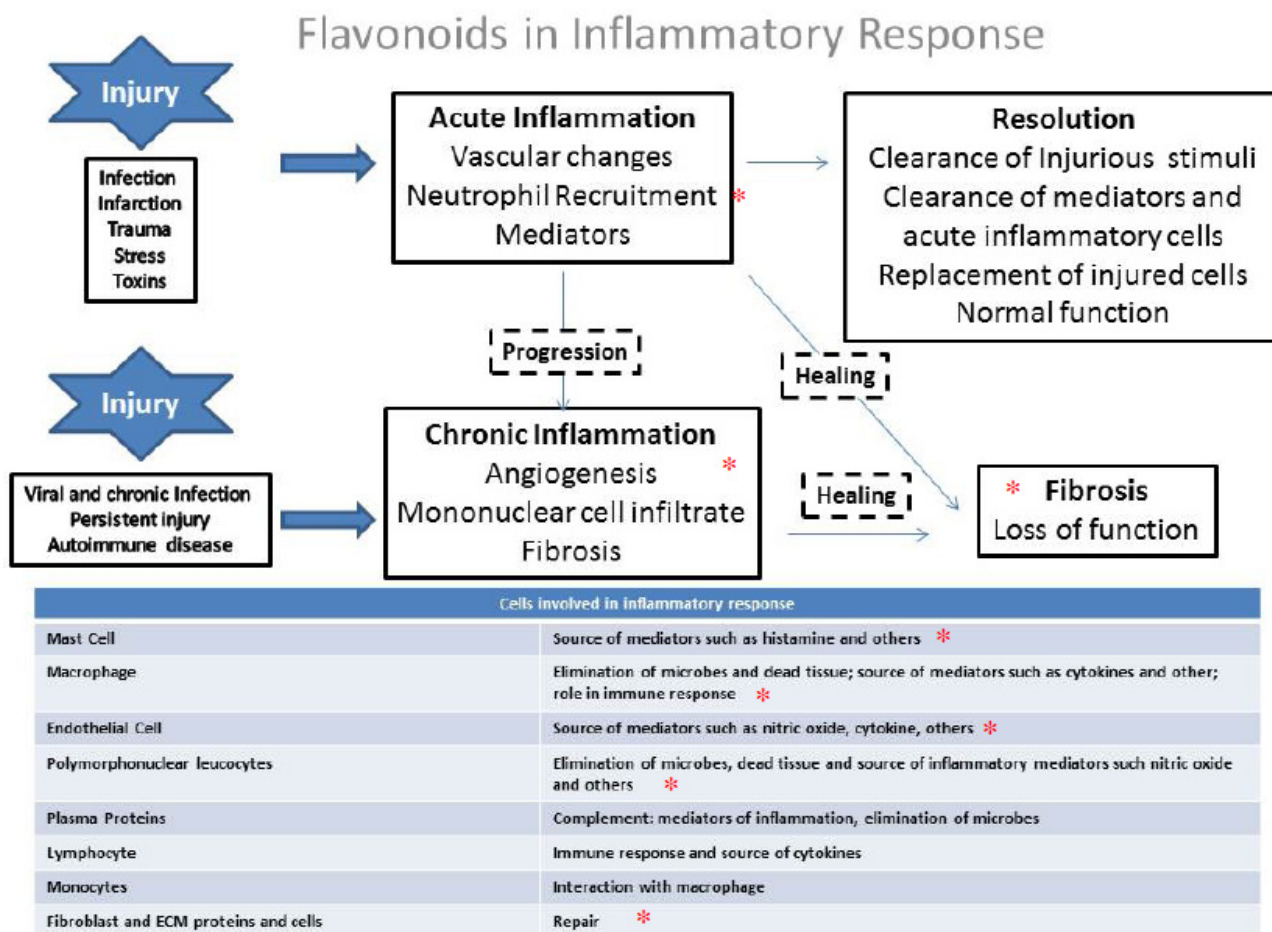 Flavonoids in Inflammatory Response
Injury
Infection
Infarction
Trauma
Stress
Toxins
Acute Inflammation
Vascular changes
Neutrophil Recruitment *
Mediators
Resolution
Clearance of Injurious stimuli
Clearance of mediators and
acute inflammatory cells
Replacement of injured cells
Normal function
Progression
Healing
Injury
Viral and chronic Infection
Persistent injury
Autoimmune disease
Chronic Inflammation
Angiogenesis *
Mononuclear cell infiltrate
Fibrosis
Healing
* Fibrosis
Loss of function
Cells involved in inflammatory response
Mast Cell
Source of mediators such as histamine and others *
Macrophage
Elimination of microbes and dead tissue; source of mediators such as cytokines and other;
role in immune response *
Endothelial Cell
Source of mediators such as nitric oxide, cytokine, others *
Polymorphonuclear leucocytes
Elimination of microbes, dead tissue and source of inflammatory mediators such nitric oxide
and others *
Plasma Proteins
Complement: mediators of inflammation, elimination of microbes
Lymphocyte
Immune response and source of cytokines
Monocytes
Interaction with macrophage
Fibroblast and ECM proteins and cells
Repair *